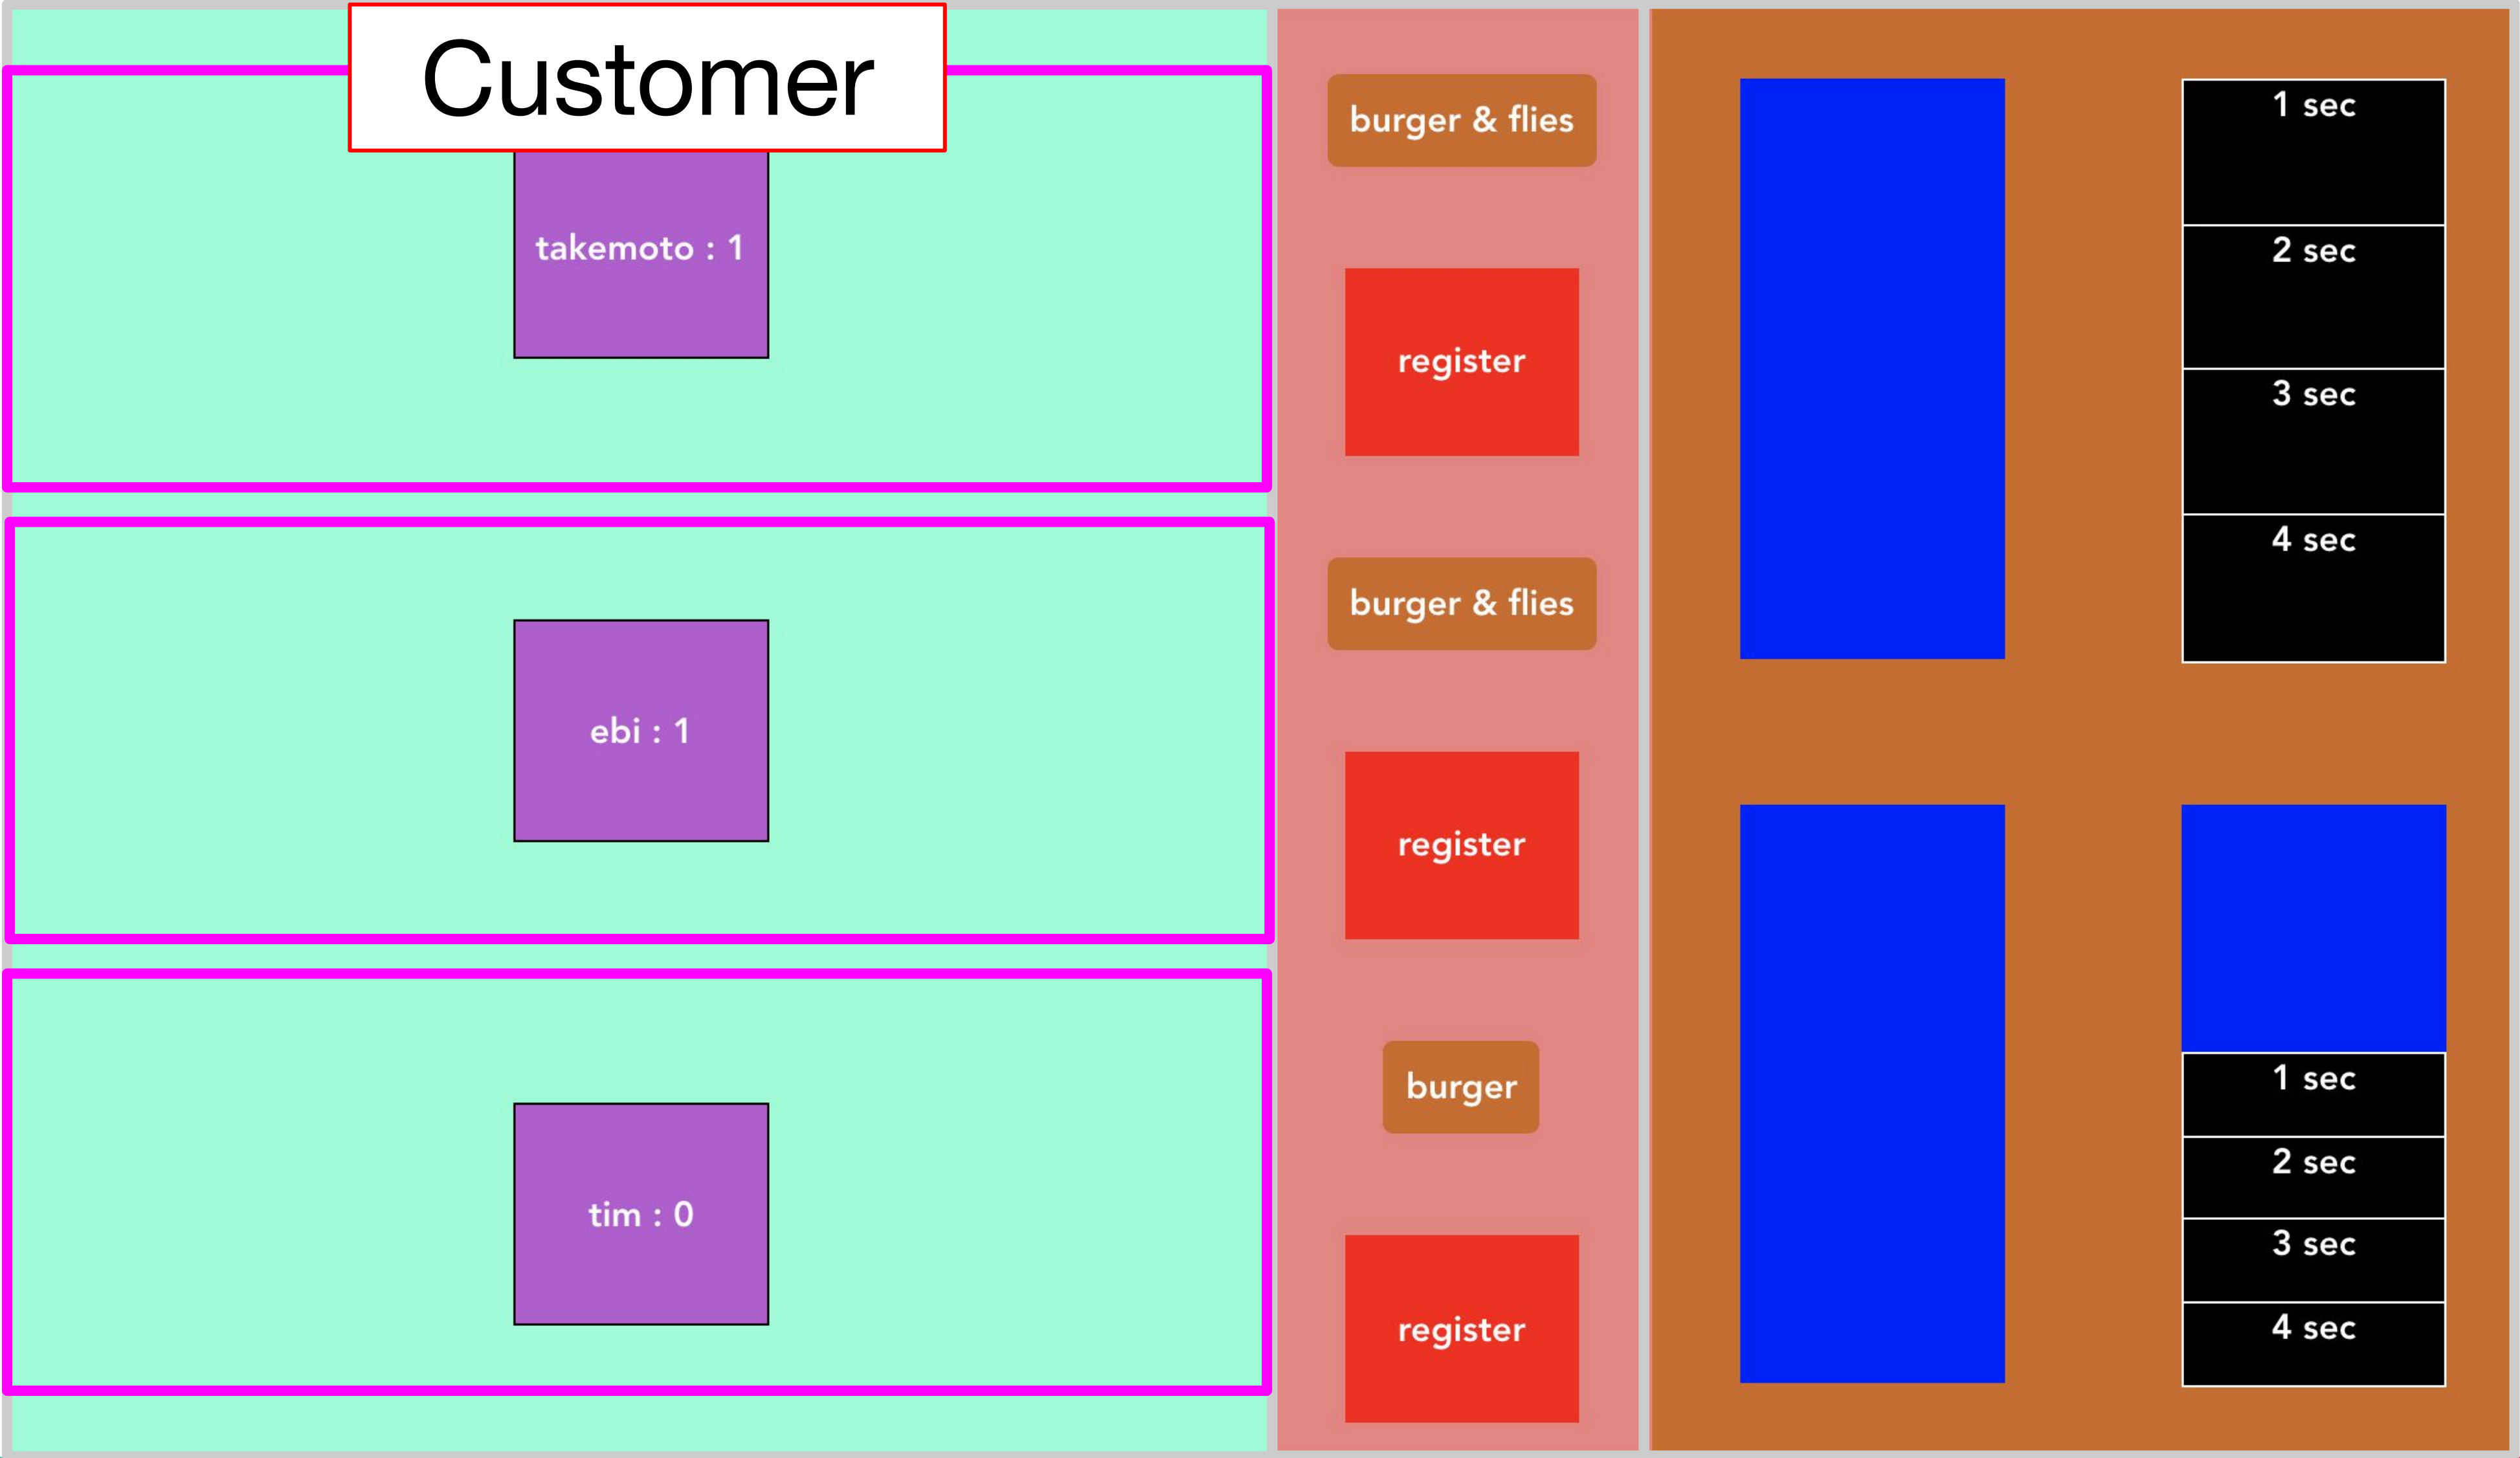 Customer
takemoto : 1
ebi : 1
tim : 0
burger & flies
register
burger & flies
register
burger
register
1 sec
2 sec
3 sec
4 sec
1 sec
2 sec
3 sec
4 sec